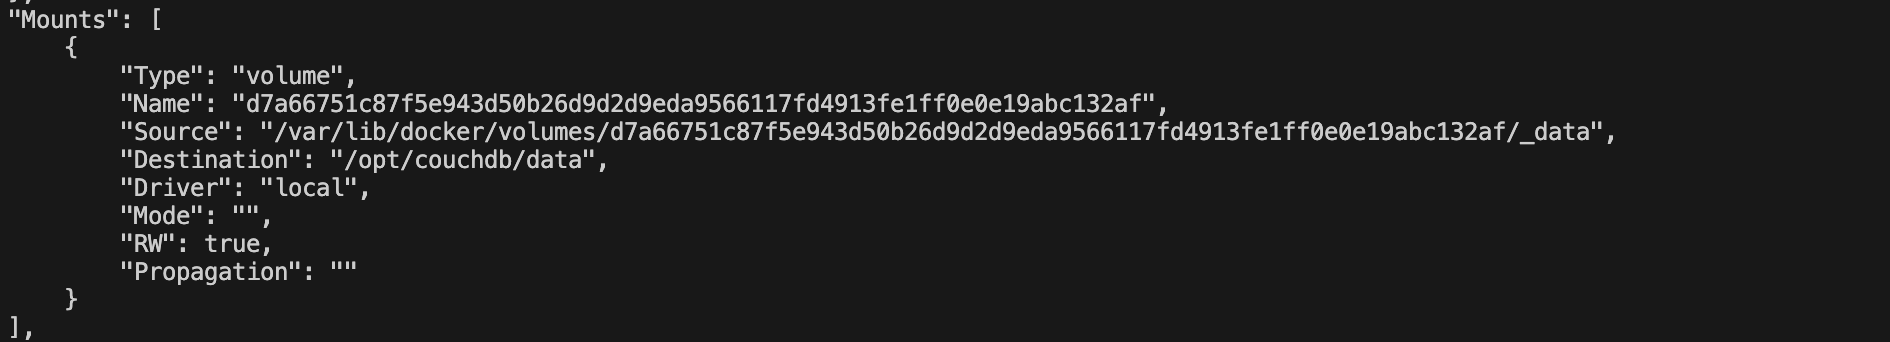 "Mounts": [
{
"Type": "volume",
"Name": "d7a66751c87f5e943d50b26d9d2d9eda9566117fd4913fe1ff0e0e19abc132af",
"Source": "/var/lib/docker/volumes/d7a66751c87f5e943d50b26d9d2d9eda9566117fd4913fe1ff0e0e19abc132af/_data",
"Destination": "/opt/couchdb/data",
"Driver": "local",
"Mode": "",
"RW": true,
"Propagation": ""
}
],